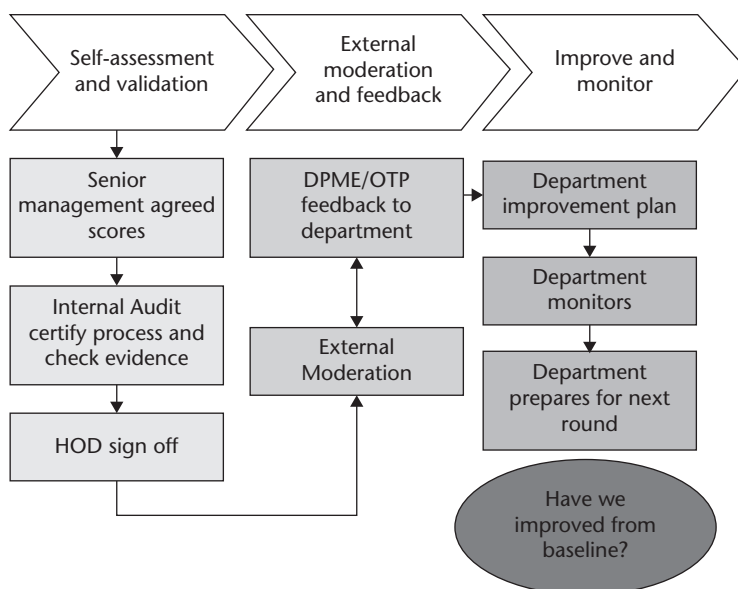 Self-assessment
and validation
External
moderation
and feedback
Improve and
monitor
Senior
management agreed
scores
Internal Audit
certify process and
check evidence
HOD sign off
DPME/OTP
feedback to
department
External
Moderation
Department
improvement plan
Department
monitors
Department
prepares for next
round
Have we
improved from
baseline?